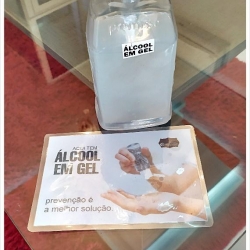 ÁLCOOL
EM GEL
AQUI TEM
ÁLCOOL
EM GEL
prevenção é
a melhor solução.